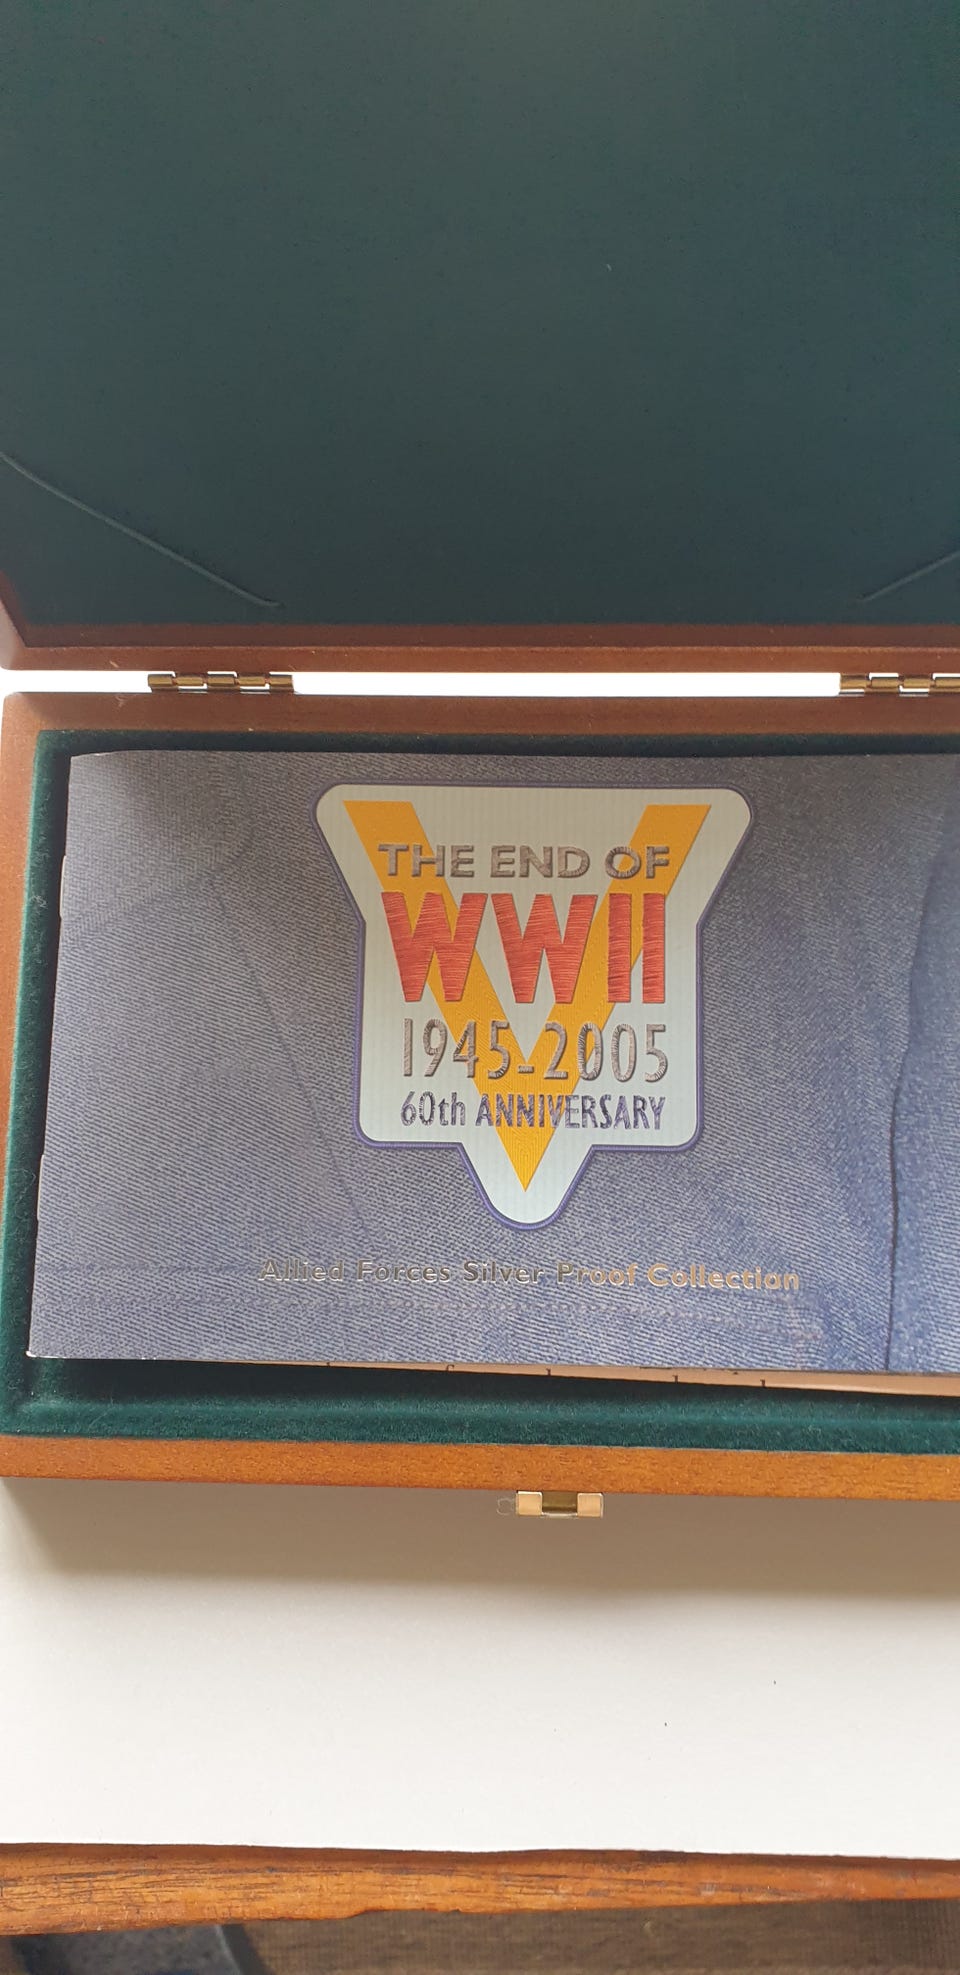 THE END OF
WWII
1945-2005
60th ANNIVERSARY
Allied Forces Silver Proof Collection